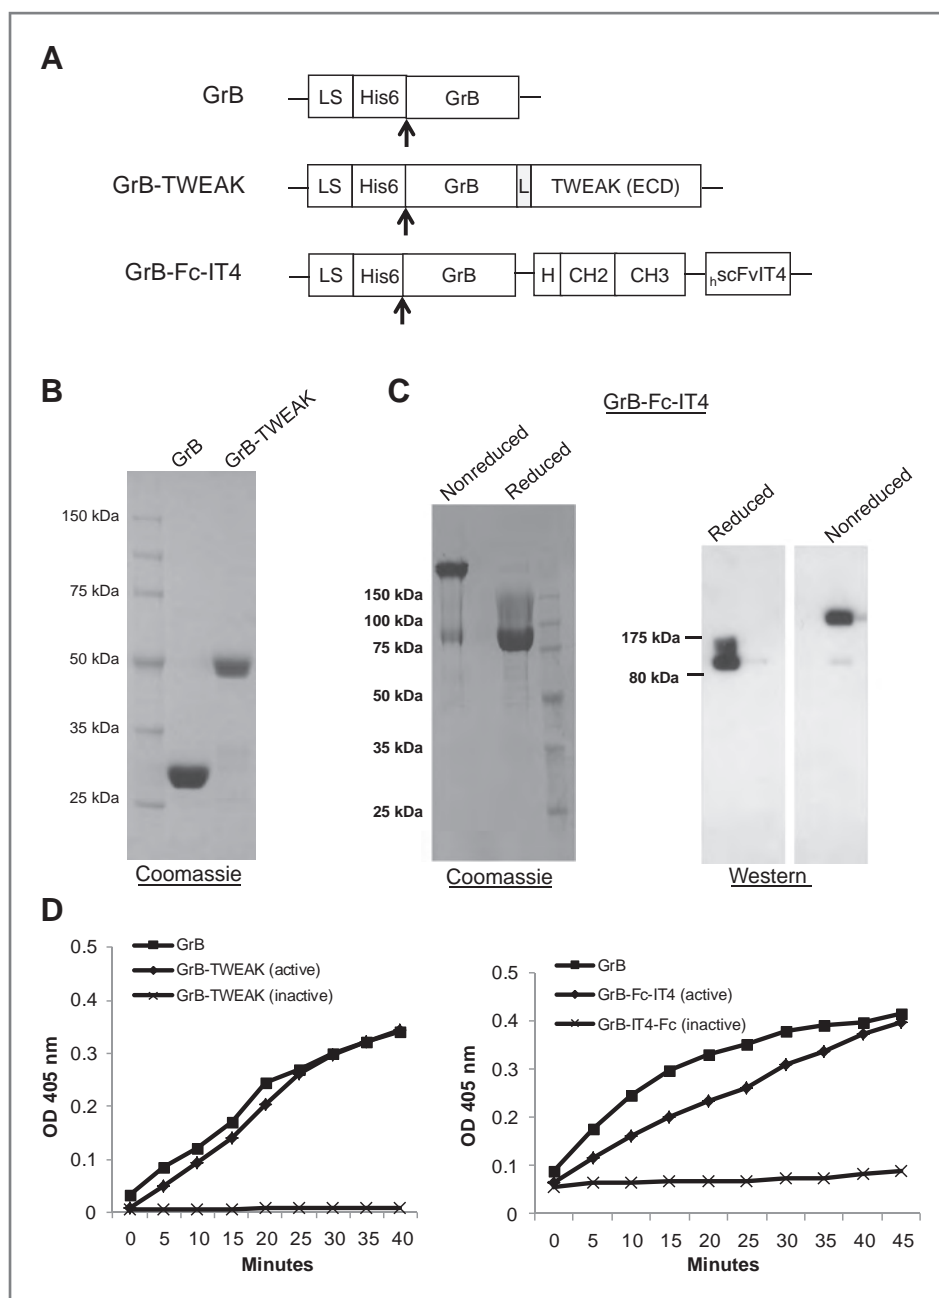 A
GrB
LS His6 GrB
GrB-TWEAK
LS His6 GrB L TWEAK (ECD)
GrB-Fc-IT4
LS His6 GrB H CH2 CH3 hscFvIT4
B
GrB
GrB-TWEAK
150 kDa
75 kDa
50 kDa
35 kDa
25 kDa
Coomassie
C
GrB-Fc-IT4
Nonreduced
Reduced
150 kDa
100 kDa
75 kDa
50 kDa
35 kDa
25 kDa
Coomassie
Reduced
Nonreduced
175 kDa
80 kDa
Western
D
GrB
GrB-TWEAK (active)
GrB-TWEAK (inactive)
OD 405 nm
0.5
0.4
0.3
0.2
0.1
0
0 5 10 15 20 25 30 35 40
Minutes
GrB
GrB-Fc-IT4 (active)
GrB-IT4-Fc (inactive)
OD 405 nm
0.5
0.4
0.3
0.2
0.1
0
0 5 10 15 20 25 30 35 40 45
Minutes